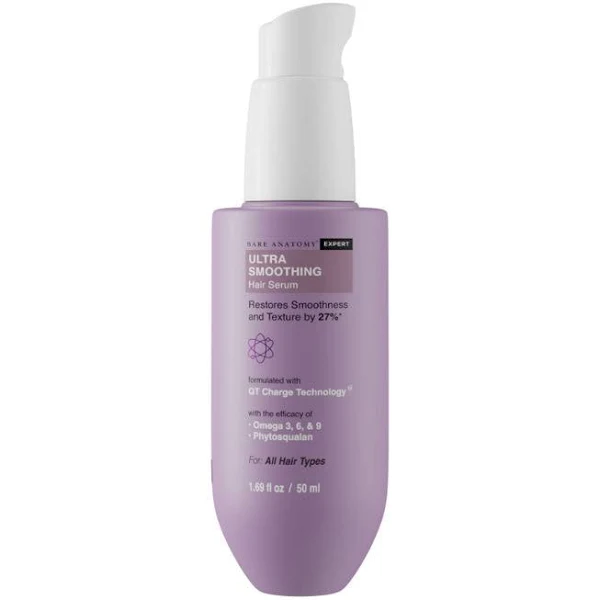 BARE ANATOMY EXPERT
ULTRA
SMOOTHING
Hair Serum
Restores Smoothness
and Texture by 27%*
formulated with
QT Charge Technology
with the efficacy of
• Omega 3, 6, & 9
• Phytosqualan
For: All Hair Types
1.69 fl oz / 50 ml